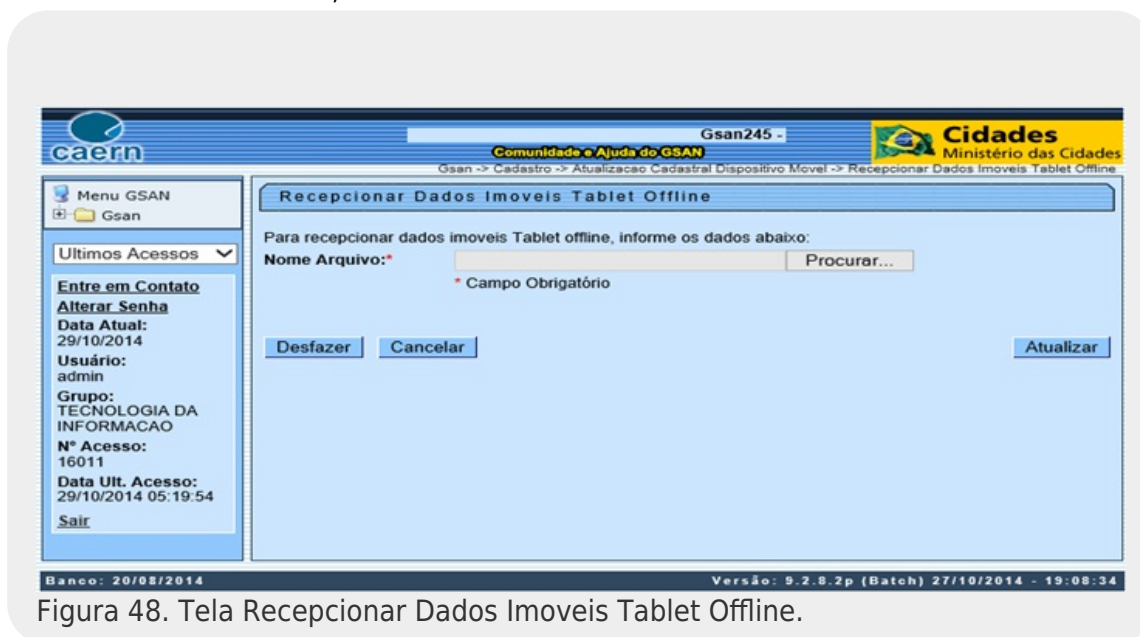 caern
Gsan245 -
Comunidade e Ajuda do GSAN
Cidades
Ministério das Cidades
Gsan -> Cadastro -> Atualizacao Cadastral Dispositivo Movel -> Recepcionar Dados Imoveis Tablet Offline
Menu GSAN
Gsan
Ultimos Acessos
Entre em Contato
Alterar Senha
Data Atual:
29/10/2014
Usuário:
admin
Grupo:
TECNOLOGIA DA
INFORMACAO
Nº Acesso:
16011
Data Ult. Acesso:
29/10/2014 05:19:54
Sair
Recepcionar Dados Imoveis Tablet Offline
Para recepcionar dados imoveis Tablet offline, informe os dados abaixo:
Nome Arquivo:* Procurar...
* Campo Obrigatório
Desfazer Cancelar Atualizar
Banco: 20/08/2014 Versão: 9.2.8.2p (Batch) 27/10/2014 - 19:08:34
Figura 48. Tela Recepcionar Dados Imoveis Tablet Offline.